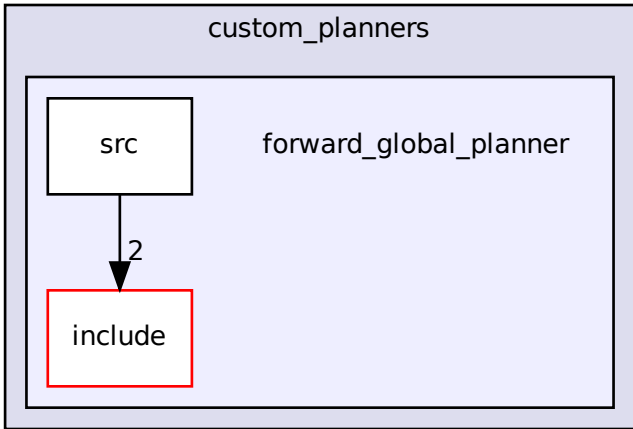 custom_planners
src
forward_global_planner
2
include